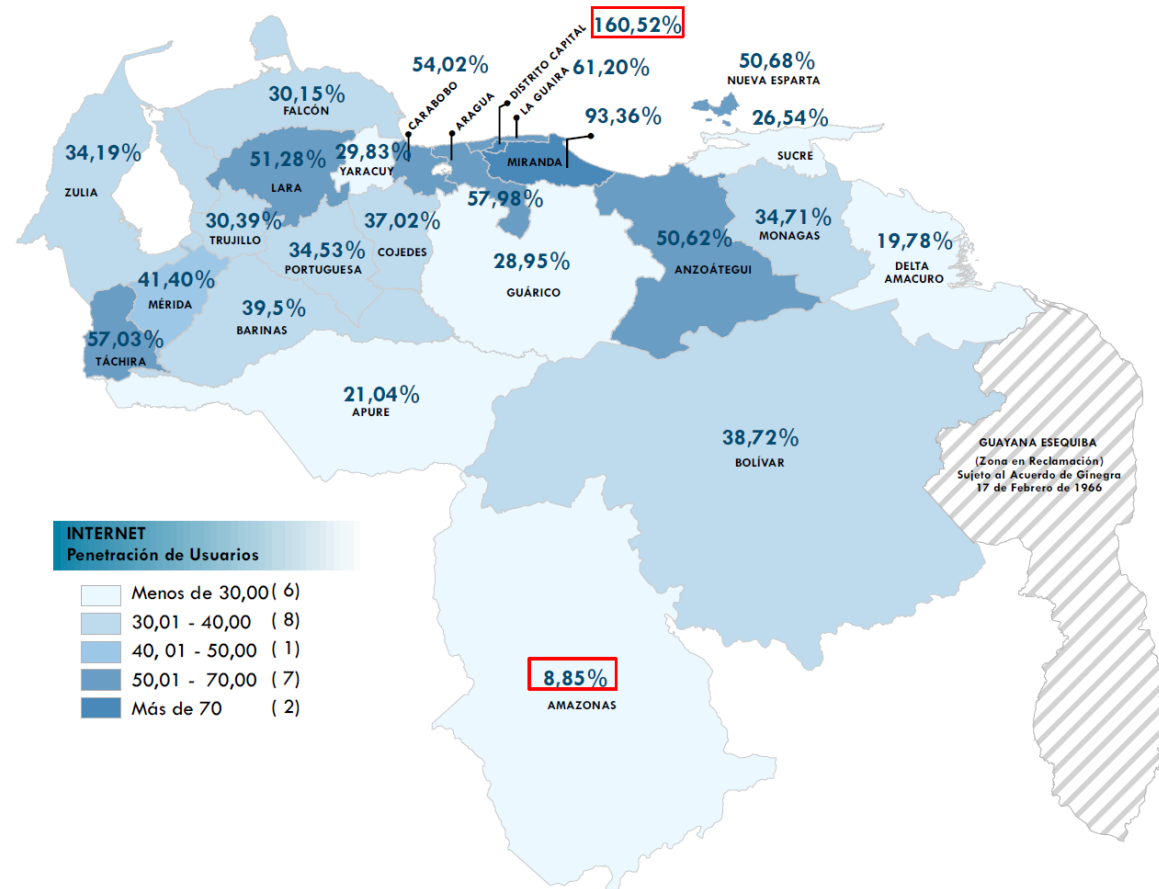 160,52%
DISTRITO CAPITAL
61,20%
LA GUAIRA
54,02%
CARABOBO
ARAGUA
93,36%
MIRANDA
50,68%
NUEVA ESPARTA
26,54%
SUCRE
30,15%
FALCÓN
34,19%
ZULIA
51,28%
LARA
29,83%
YARACUY
57,98%
30,39%
TRUJILLO
34,53%
PORTUGUESA
37,02%
COJEDES
28,95%
GUÁRICO
50,62%
ANZOÁTEGUI
34,71%
MONAGAS
19,78%
DELTA
AMACURO
41,40%
MÉRIDA
39,5%
BARINAS
57,03%
TÁCHIRA
21,04%
APURE
38,72%
BOLÍVAR
GUAYANA ESEQUIBA
(Zona en Reclamación)
Sujeto al Acuerdo de Ginegra
17 de Febrero de 1966
8,85%
AMAZONAS
INTERNET
Penetración de Usuarios
Menos de 30,00 ( 6)
30,01 - 40,00 ( 8)
40, 01 - 50,00 ( 1)
50,01 - 70,00 ( 7)
Más de 70 ( 2)